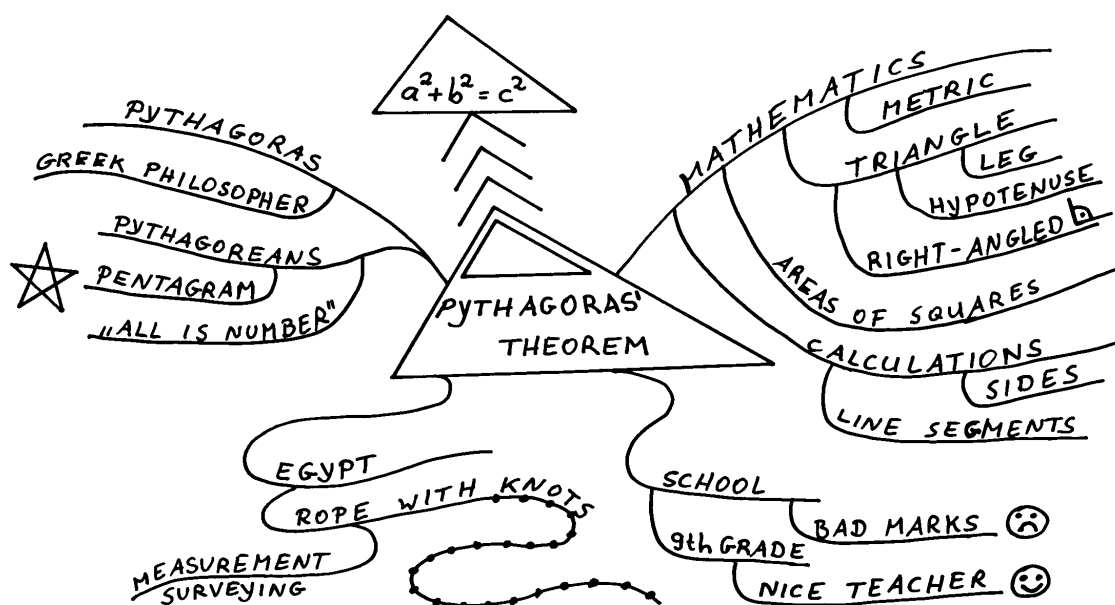 a² + b² = c²
PYTHAGORAS
GREEK PHILOSOPHER
PYTHAGOREANS
PENTAGRAM
„ALL IS NUMBER"
PYTHAGORAS'
THEOREM
MATHEMATICS
METRIC
TRIANGLE
LEG
HYPOTENUSE
RIGHT-ANGLED
AREAS OF SQUARES
CALCULATIONS
SIDES
LINE SEGMENTS
EGYPT
ROPE WITH KNOTS
MEASUREMENT
SURVEYING
SCHOOL
BAD MARKS
9th GRADE
NICE TEACHER